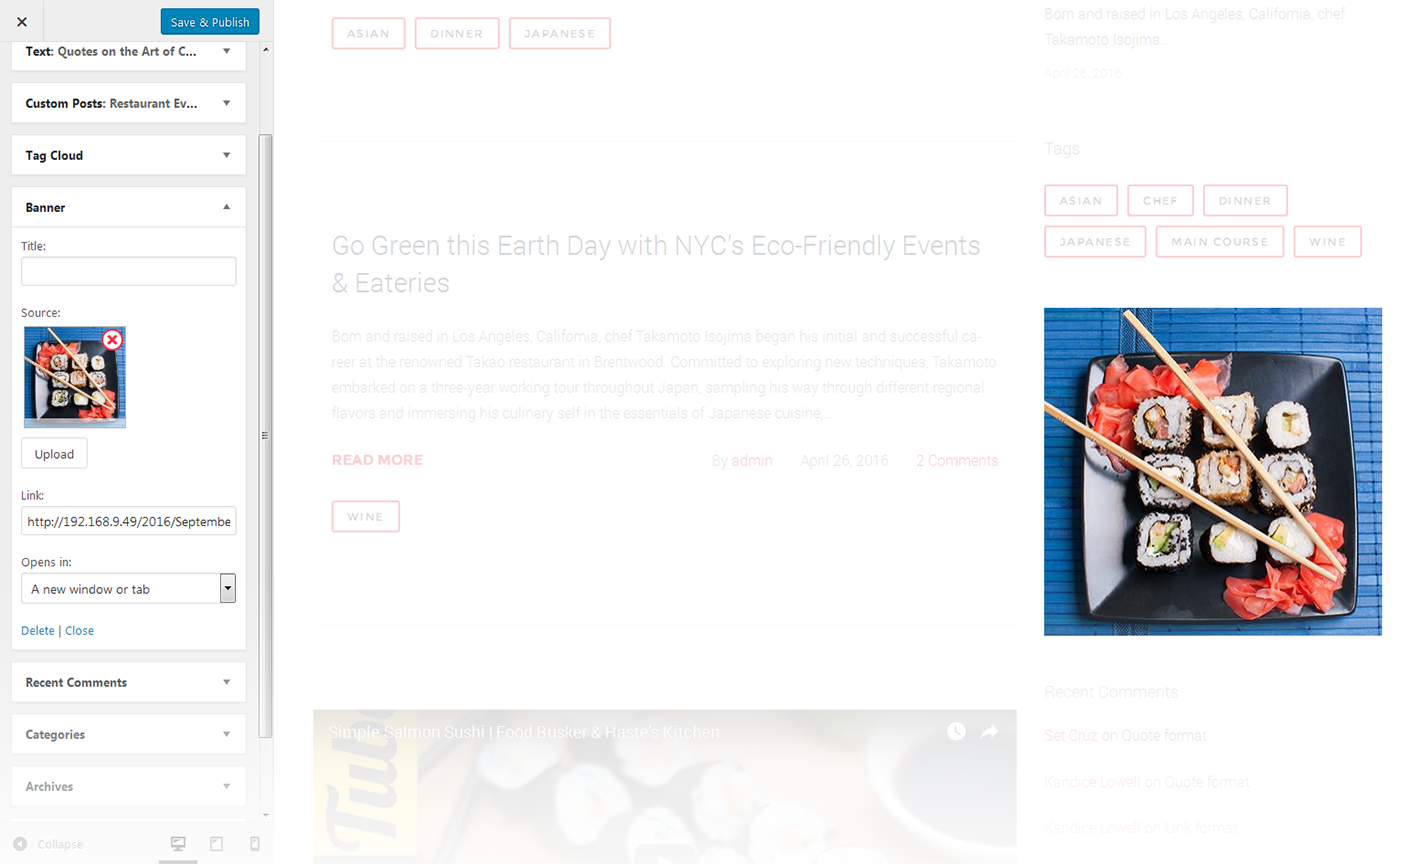 Save & Publish
Text: Quotes on the Art of C...
Custom Posts: Restaurant Ev...
Tag Cloud
Banner
Title:
Source:
Upload
Link:
http://192.168.9.49/2016/Septembe
Opens in:
A new window or tab
Delete | Close
Recent Comments
Categories
Archives
Collapse
ASIAN
DINNER
JAPANESE
Go Green this Earth Day with NYC’s Eco-Friendly Events
& Eateries
Born and raised in Los Angeles, California, chef Takamoto Isojima began his initial and successful ca-
reer at the renowned Takao Restaurant in Brentwood. Committed to exploring new techniques, Takamoto
embarked on a three-year working tour throughout Japan, sampling flavors through different regional
flavors and immersing his culinary self in the essentials of Japanese cuisine,...
READ MORE
By admin
April 26, 2016
2 Comments
WINE
Simple Salmon Sushi | Food Busker & Haste's Kitchen
Tub
Born and raised in Los Angeles, California, chef
Takamoto Isojima...
April 26, 2016
Tags
ASIAN
CHEF
DINNER
JAPANESE
MAIN COURSE
WINE
Recent Comments
Set Cruz on Quote format
Kandice Lowell on Quote format
Kandice Lowell on Link format